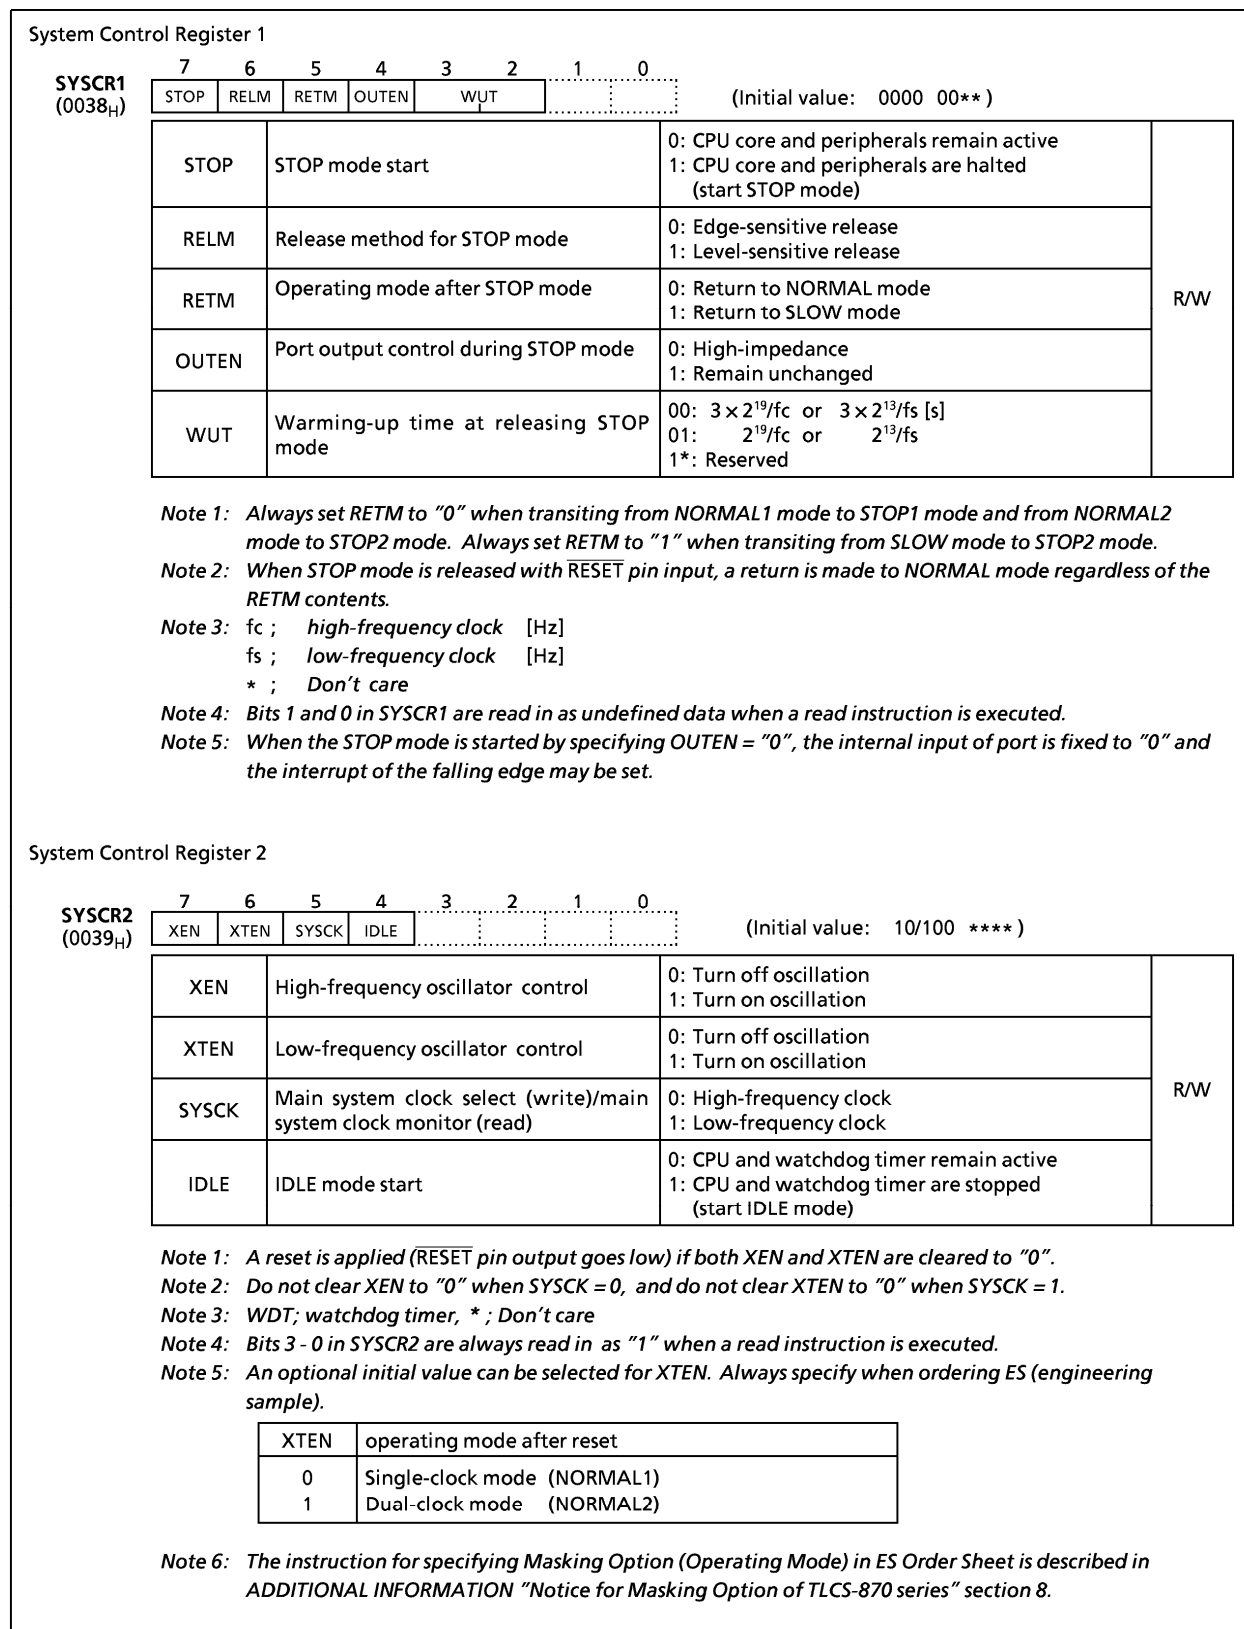 System Control Register 1
7 6 5 4 3 2 1 0
SYSCR1 STOP RELM RETM OUTEN WUT (Initial value: 0000 00**)
(0038H)
STOP STOP mode start 0: CPU core and peripherals remain active
1: CPU core and peripherals are halted
(start STOP mode)
RELM Release method for STOP mode 0: Edge-sensitive release
1: Level-sensitive release
RETM Operating mode after STOP mode 0: Return to NORMAL mode
1: Return to SLOW mode
R/W
OUTEN Port output control during STOP mode 0: High-impedance
1: Remain unchanged
WUT Warming-up time at releasing STOP mode 00: 3 × 2¹⁹/fc or 3 × 2¹³/fs [s]
01: 2¹⁹/fc or 2¹³/fs
1*: Reserved
Note 1: Always set RETM to "0" when transiting from NORMAL1 mode to STOP1 mode and from NORMAL2
mode to STOP2 mode. Always set RETM to "1" when transiting from SLOW mode to STOP2 mode.
Note 2: When STOP mode is released with RESET pin input, a return is made to NORMAL mode regardless of the
RETM contents.
Note 3: fc ; high-frequency clock [Hz]
fs ; low-frequency clock [Hz]
* ; Don't care
Note 4: Bits 1 and 0 in SYSCR1 are read in as undefined data when a read instruction is executed.
Note 5: When the STOP mode is started by specifying OUTEN = "0", the internal input of port is fixed to "0" and
the interrupt of the falling edge may be set.
System Control Register 2
7 6 5 4 3 2 1 0
SYSCR2 XEN XTEN SYSCK IDLE (Initial value: 10/100 ****)
(0039H)
XEN High-frequency oscillator control 0: Turn off oscillation
1: Turn on oscillation
XTEN Low-frequency oscillator control 0: Turn off oscillation
1: Turn on oscillation
R/W
SYSCK Main system clock select (write)/main system clock monitor (read) 0: High-frequency clock
1: Low-frequency clock
IDLE IDLE mode start 0: CPU and watchdog timer remain active
1: CPU and watchdog timer are stopped
(start IDLE mode)
Note 1: A reset is applied (RESET pin output goes low) if both XEN and XTEN are cleared to "0".
Note 2: Do not clear XEN to "0" when SYSCK = 0, and do not clear XTEN to "0" when SYSCK = 1.
Note 3: WDT; watchdog timer, * ; Don't care
Note 4: Bits 3 - 0 in SYSCR2 are always read in as "1" when a read instruction is executed.
Note 5: An optional initial value can be selected for XTEN. Always specify when ordering ES (engineering
sample).
XTEN operating mode after reset
0 Single-clock mode (NORMAL1)
1 Dual-clock mode (NORMAL2)
Note 6: The instruction for specifying Masking Option (Operating Mode) in ES Order Sheet is described in
ADDITIONAL INFORMATION "Notice for Masking Option of TLCS-870 series" section 8.